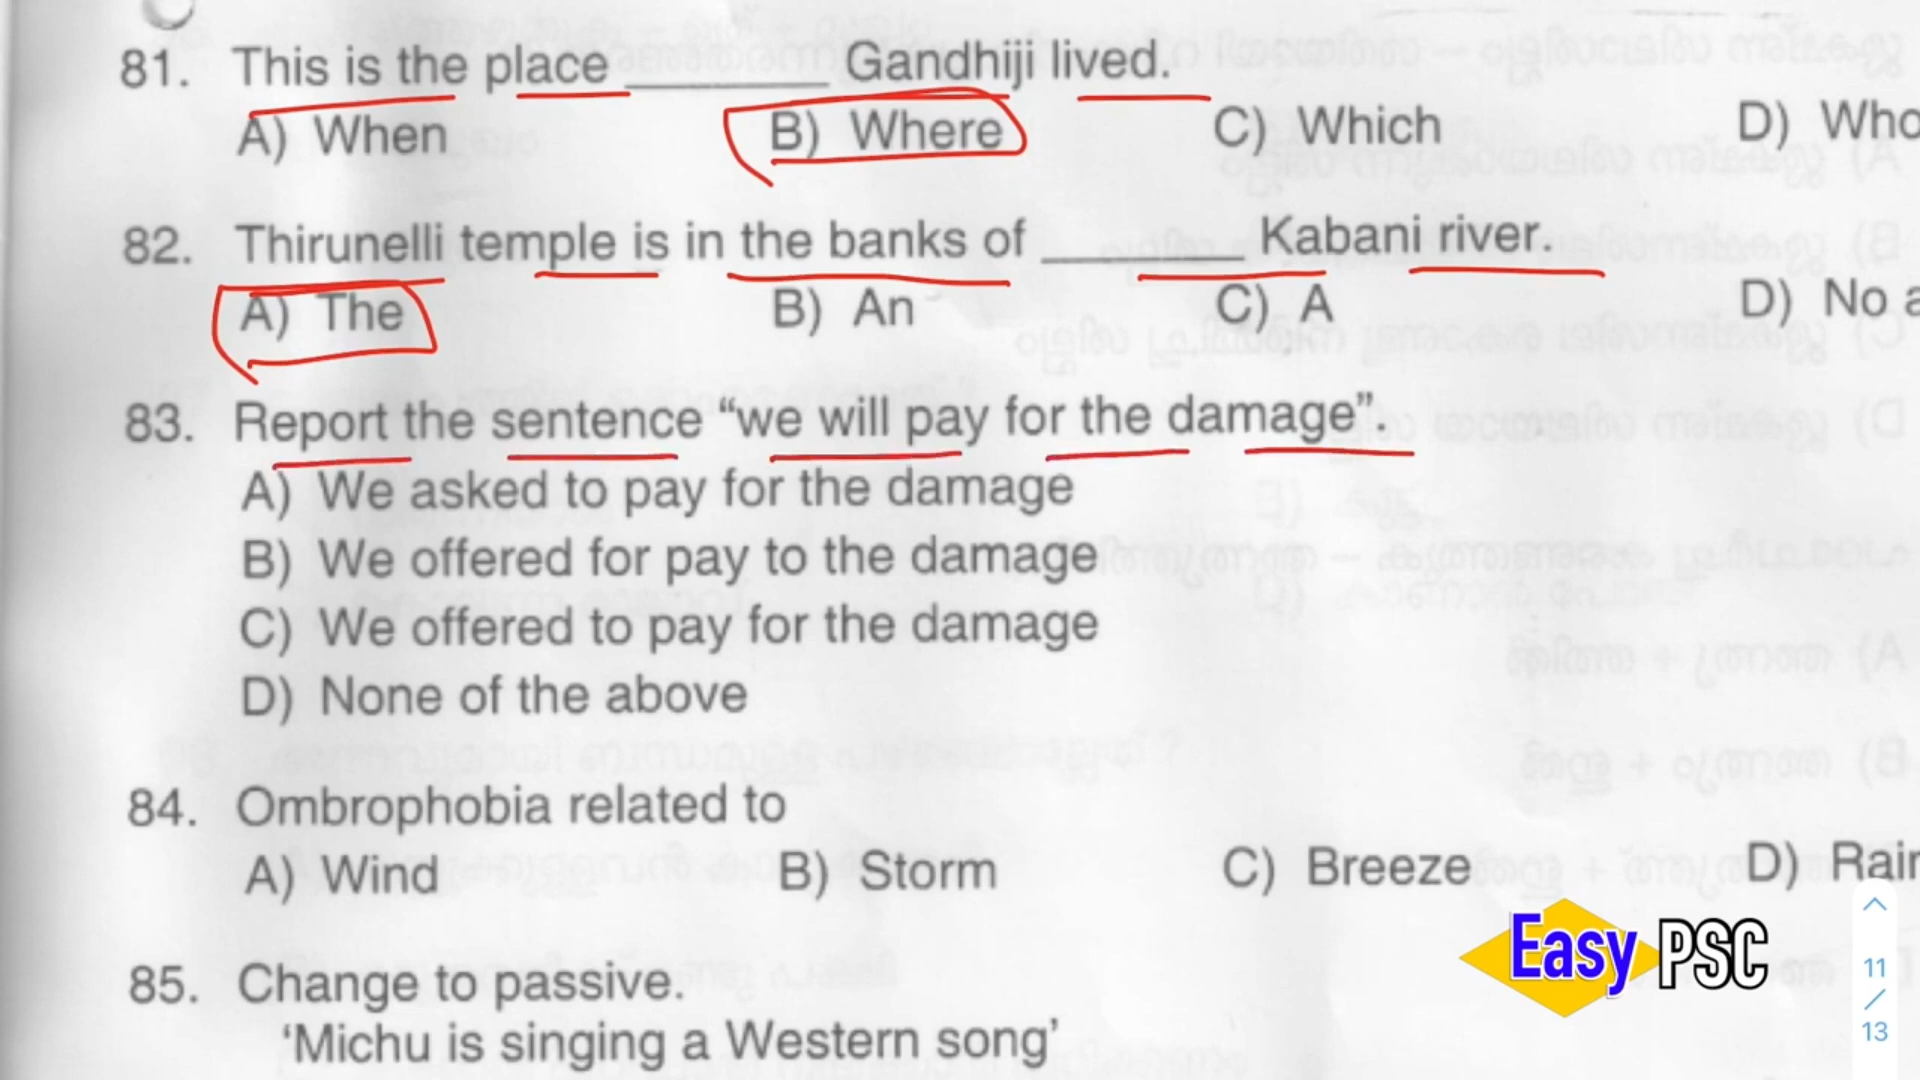 81. This is the place ________ Gandhiji lived.
A) When B) Where C) Which D) Who
82. Thirunelli temple is in the banks of ________ Kabani river.
A) The B) An C) A D) No a
83. Report the sentence “we will pay for the damage”.
A) We asked to pay for the damage
B) We offered for pay to the damage
C) We offered to pay for the damage
D) None of the above
84. Ombrophobia related to
A) Wind B) Storm C) Breeze D) Rain
85. Change to passive.
‘Michu is singing a Western song’
Easy PSC
11
/
13